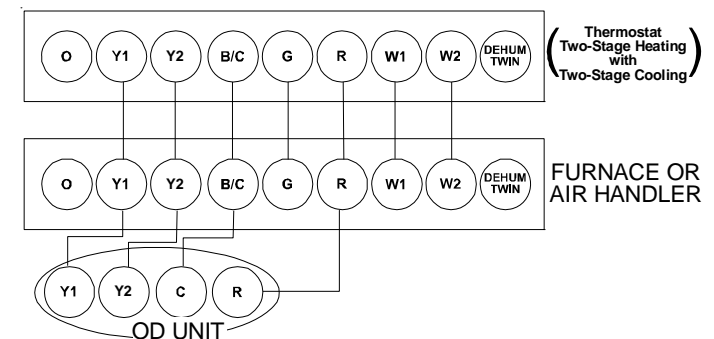 O Y1 Y2 B/C G R W1 W2 DEHUM TWIN
(Thermostat
Two-Stage Heating
with
Two-Stage Cooling)
O Y1 Y2 B/C G R W1 W2 DEHUM TWIN
FURNACE OR
AIR HANDLER
Y1 Y2 C R
OD UNIT